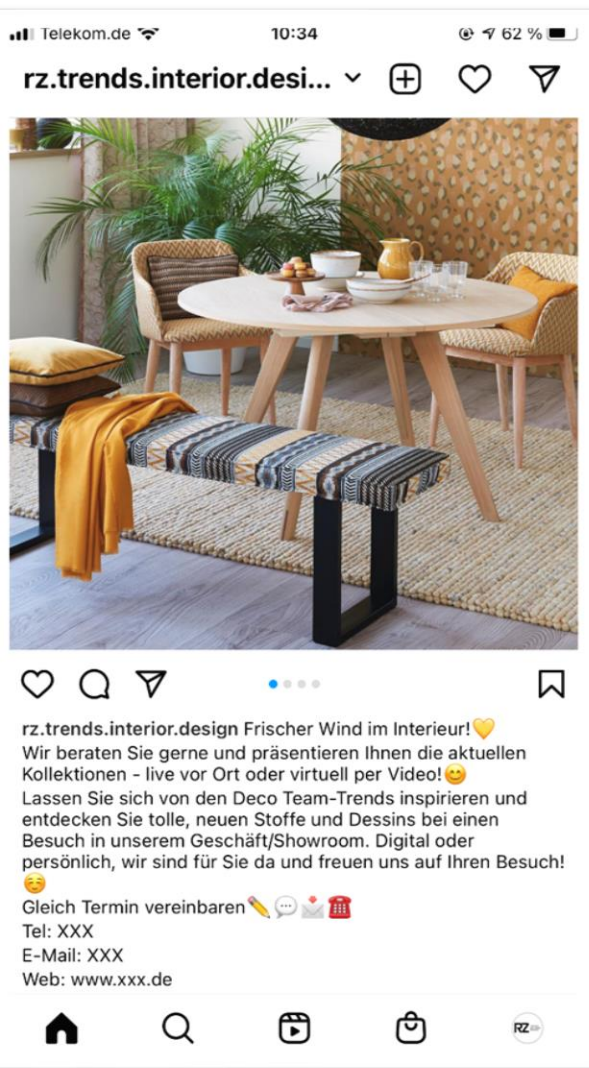 Telekom.de
10:34
62 %
rz.trends.interior.desi...
rz.trends.interior.design Frischer Wind im Interieur!💛
Wir beraten Sie gerne und präsentieren Ihnen die aktuellen
Kollektionen - live vor Ort oder virtuell per Video!😊
Lassen Sie sich von den Deco Team-Trends inspirieren und
entdecken Sie tolle, neuen Stoffe und Dessins bei einen
Besuch in unserem Geschäft/Showroom. Digital oder
persönlich, wir sind für Sie da und freuen uns auf Ihren Besuch!
☺️
Gleich Termin vereinbaren✏️💬📩☎️
Tel: XXX
E-Mail: XXX
Web: www.xxx.de
RZ